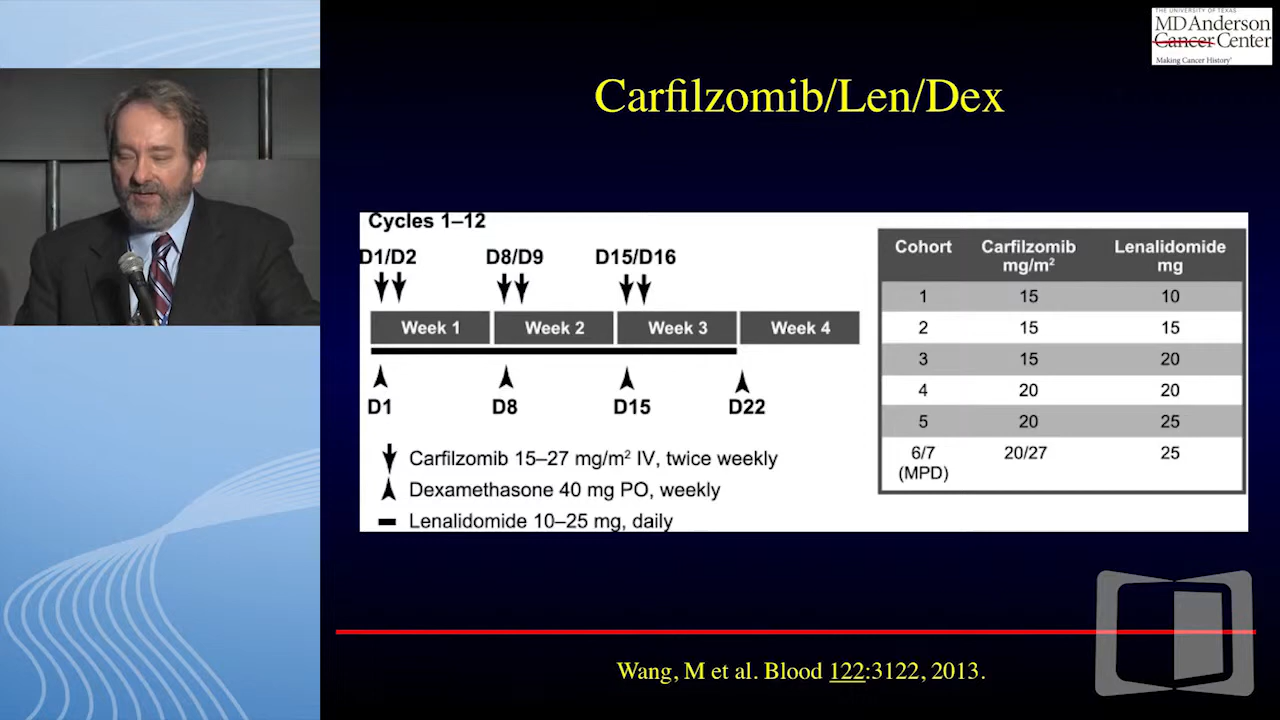 THE UNIVERSITY OF TEXAS
MD Anderson
Cancer Center
Making Cancer History®
Carfilzomib/Len/Dex
Cycles 1–12
D1/D2 D8/D9 D15/D16
Week 1 Week 2 Week 3 Week 4
D1 D8 D15 D22
Carfilzomib 15–27 mg/m² IV, twice weekly
Dexamethasone 40 mg PO, weekly
Lenalidomide 10–25 mg, daily
Cohort Carfilzomib mg/m² Lenalidomide mg
1 15 10
2 15 15
3 15 20
4 20 20
5 20 25
6/7 (MPD) 20/27 25
Wang, M et al. Blood 122:3122, 2013.